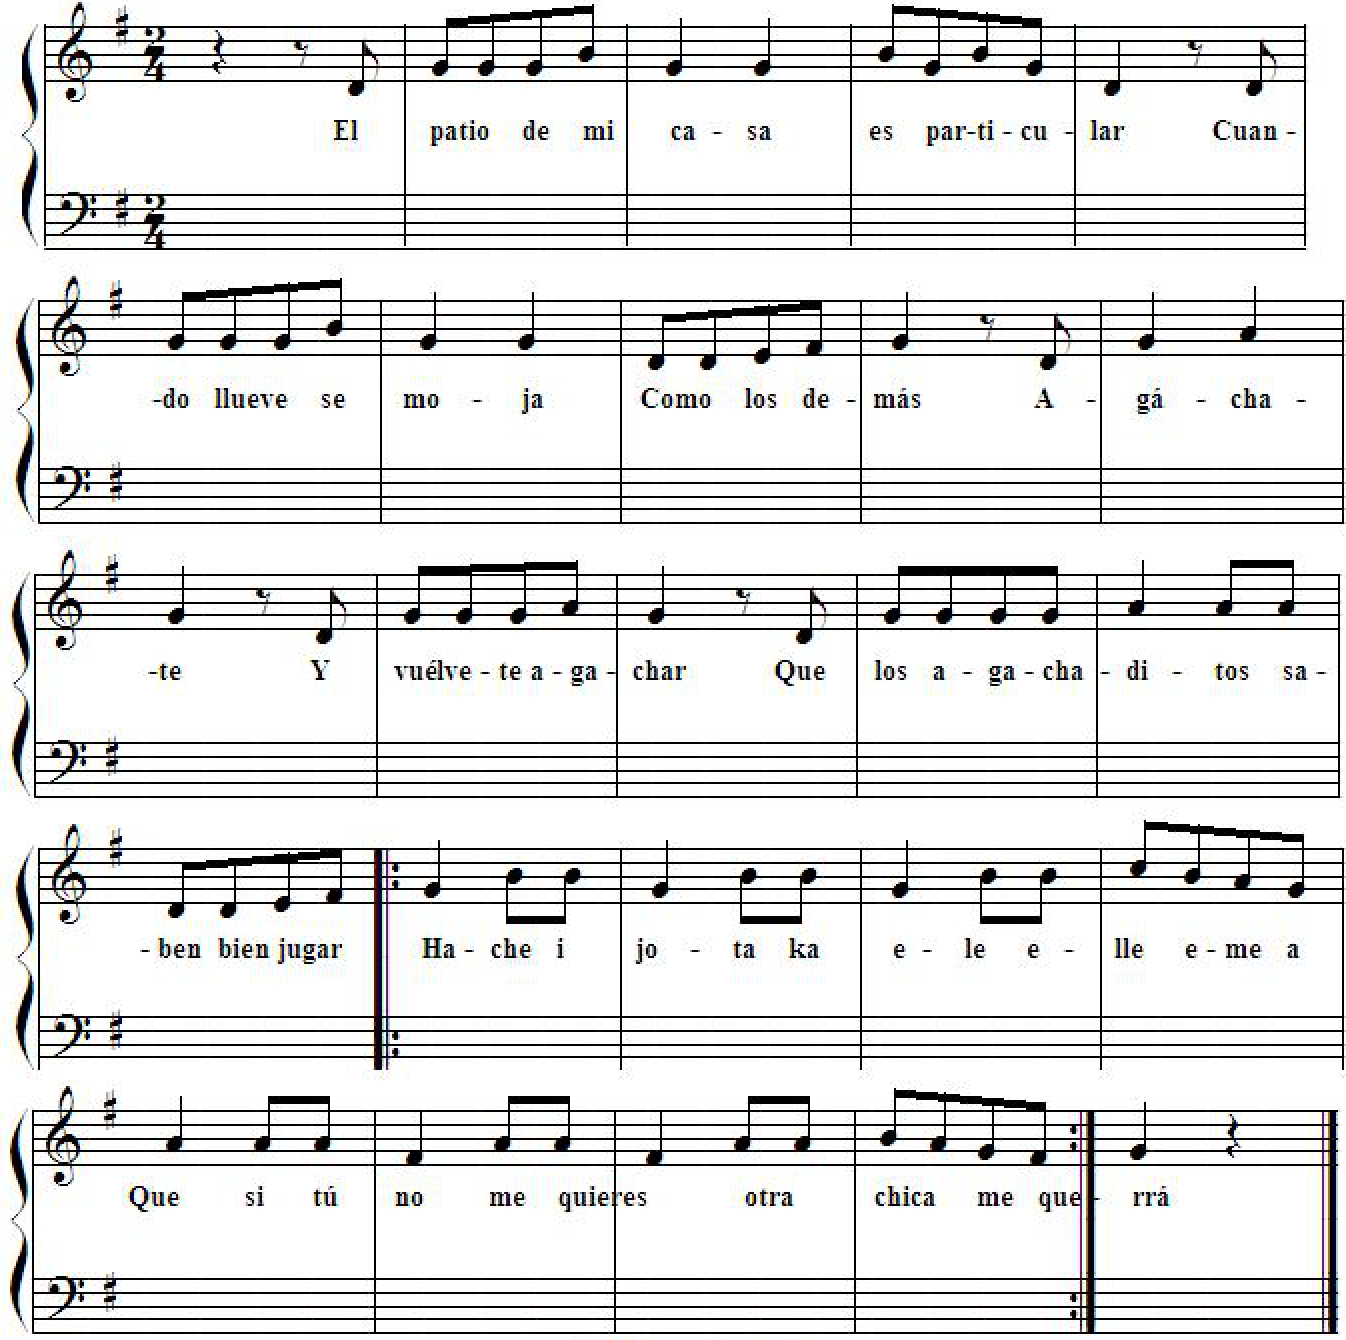 El patio de mi ca - sa es par-ti - cu - lar Cuan -
-do llueve se mo - ja Como los de - más A - gá - cha -
-te Y vuélve - te a - ga - char Que los a - ga - cha - di - tos sa -
- ben bien jugar Ha - che i jo - ta ka e - le e - lle e - me a
Que si tú no me quieres otra chica me que - rrá